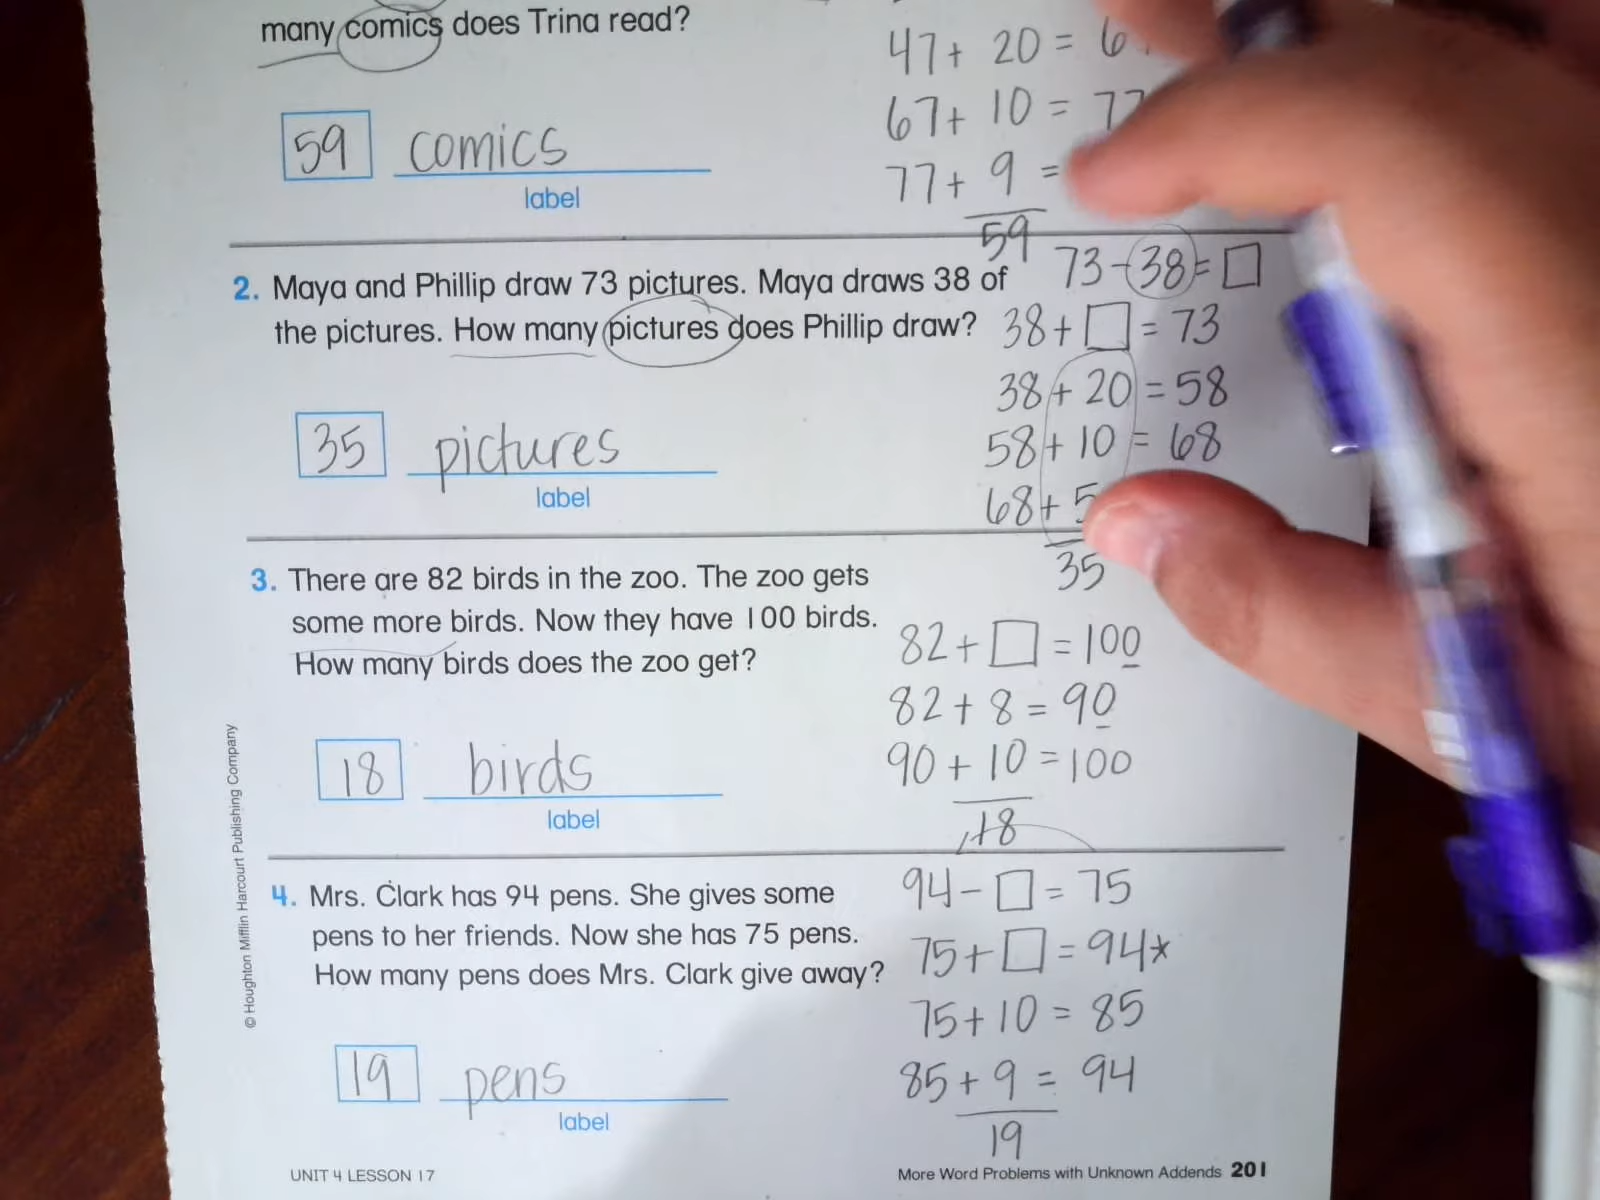 many comics does Trina read?
59 comics
label
47 + 20 =
67 + 10 = 77
77 + 9 =
59
2. Maya and Phillip draw 73 pictures. Maya draws 38 of
the pictures. How many pictures does Phillip draw?
35 pictures
label
73 - 38 = □
38 + □ = 73
38 + 20 = 58
58 + 10 = 68
68 + 5
35
3. There are 82 birds in the zoo. The zoo gets
some more birds. Now they have 100 birds.
How many birds does the zoo get?
18 birds
label
82 + □ = 100
82 + 8 = 90
90 + 10 = 100
18
4. Mrs. Clark has 94 pens. She gives some
pens to her friends. Now she has 75 pens.
How many pens does Mrs. Clark give away?
19 pens
label
94 - □ = 75
75 + □ = 94*
75 + 10 = 85
85 + 9 = 94
19
© Houghton Mifflin Harcourt Publishing Company
UNIT 4 LESSON 17
More Word Problems with Unknown Addends 201